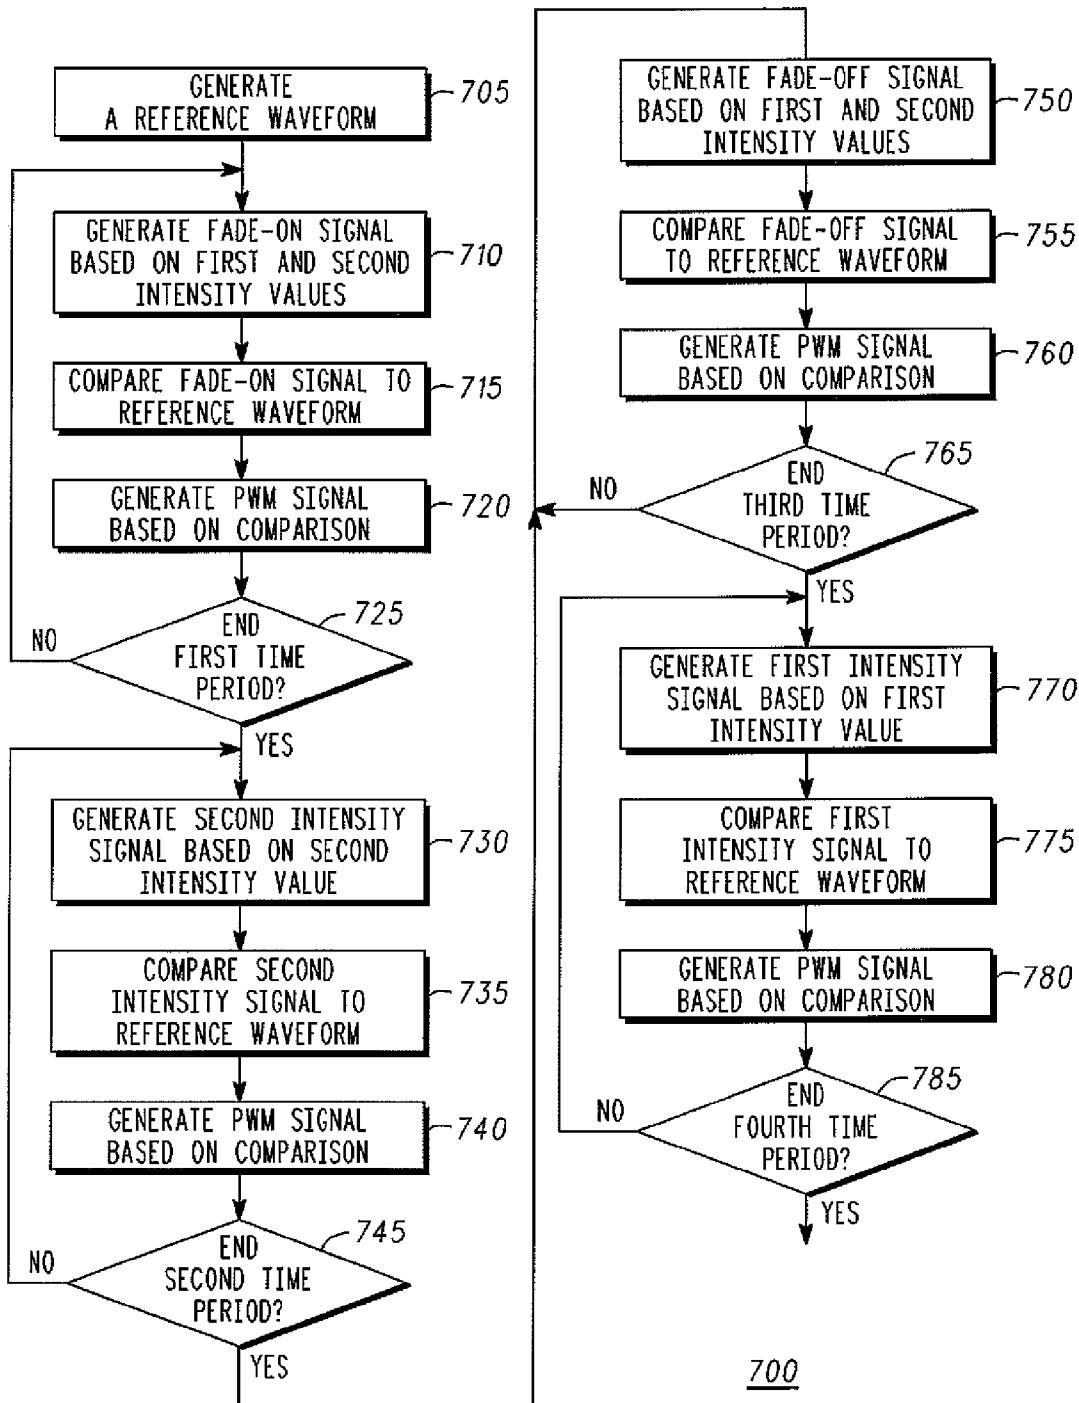 GENERATE
A REFERENCE WAVEFORM
705
GENERATE FADE-ON SIGNAL
BASED ON FIRST AND SECOND
INTENSITY VALUES
710
COMPARE FADE-ON SIGNAL TO
REFERENCE WAVEFORM
715
GENERATE PWM SIGNAL
BASED ON COMPARISON
720
END
FIRST TIME
PERIOD?
725
NO
YES
GENERATE SECOND INTENSITY
SIGNAL BASED ON SECOND
INTENSITY VALUE
730
COMPARE SECOND
INTENSITY SIGNAL TO
REFERENCE WAVEFORM
735
GENERATE PWM SIGNAL
BASED ON COMPARISON
740
END
SECOND TIME
PERIOD?
745
NO
YES
GENERATE FADE-OFF SIGNAL
BASED ON FIRST AND SECOND
INTENSITY VALUES
750
COMPARE FADE-OFF SIGNAL
TO REFERENCE WAVEFORM
755
GENERATE PWM SIGNAL
BASED ON COMPARISON
760
END
THIRD TIME
PERIOD?
765
NO
YES
GENERATE FIRST INTENSITY
SIGNAL BASED ON FIRST
INTENSITY VALUE
770
COMPARE FIRST
INTENSITY SIGNAL TO
REFERENCE WAVEFORM
775
GENERATE PWM SIGNAL
BASED ON COMPARISON
780
END
FOURTH TIME
PERIOD?
785
NO
YES
700